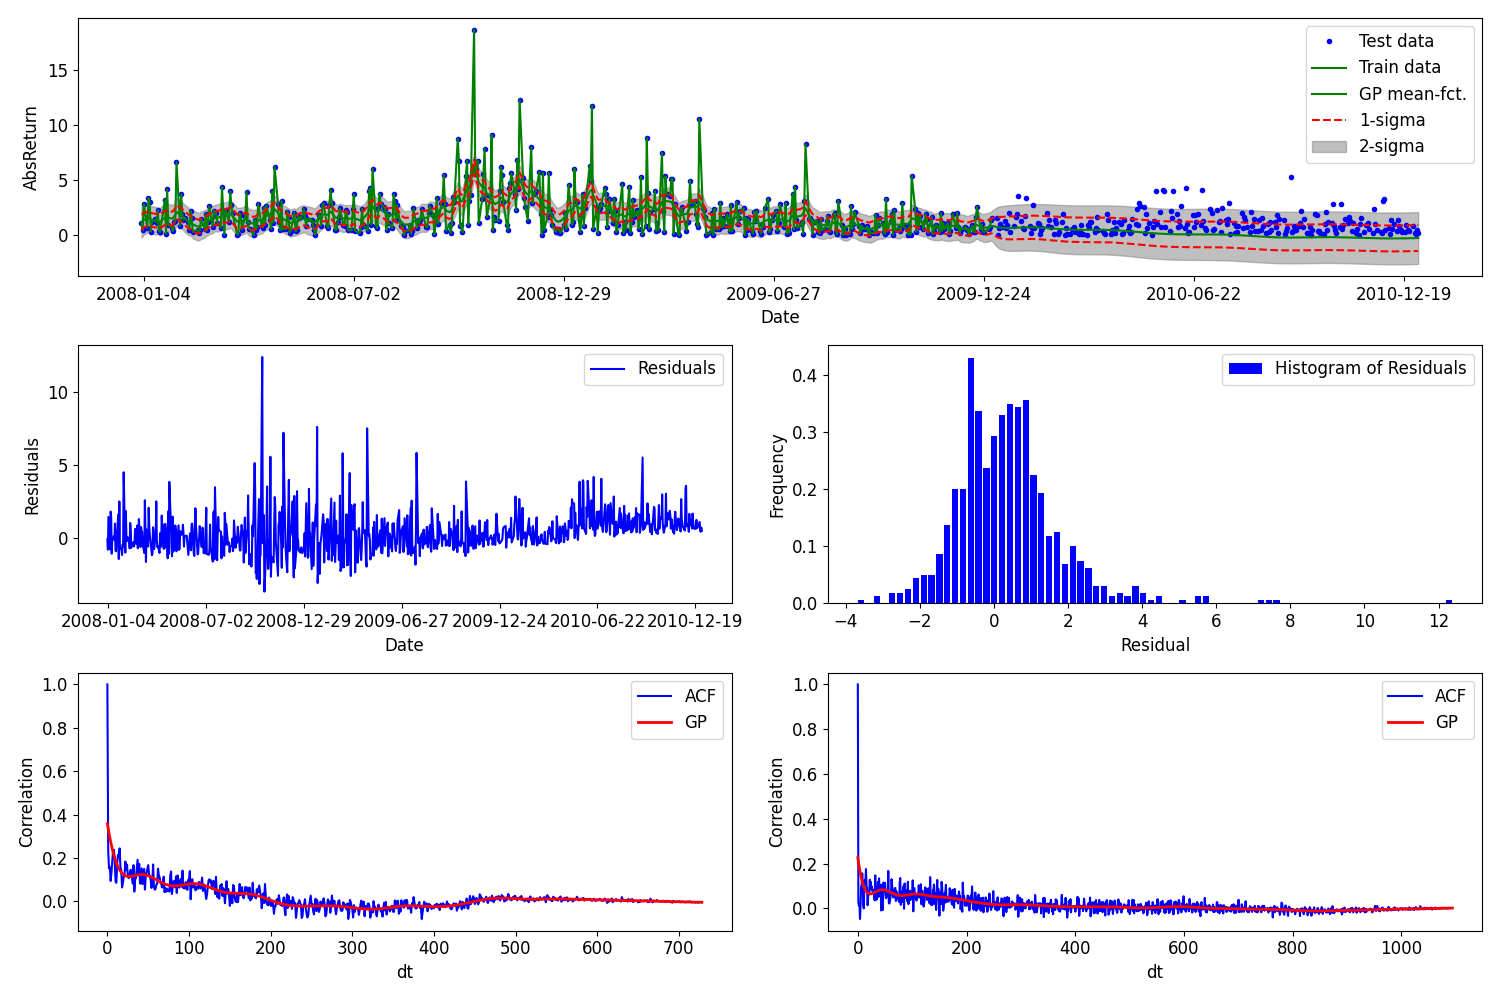 AbsReturn
15
10
5
0
Test data
Train data
GP mean-fct.
1-sigma
2-sigma
2008-01-04 2008-07-02 2008-12-29 2009-06-27 2009-12-24 2010-06-22 2010-12-19
Date
Residuals
10
5
0
Residuals
2008-01-04 2008-07-02 2008-12-29 2009-06-27 2009-12-24 2010-06-22 2010-12-19
Date
Frequency
0.4
0.3
0.2
0.1
0.0
Histogram of Residuals
−4 −2 0 2 4 6 8 10 12
Residual
Correlation
1.0
0.8
0.6
0.4
0.2
0.0
ACF
GP
0 100 200 300 400 500 600 700
dt
Correlation
1.0
0.8
0.6
0.4
0.2
0.0
ACF
GP
0 200 400 600 800 1000
dt